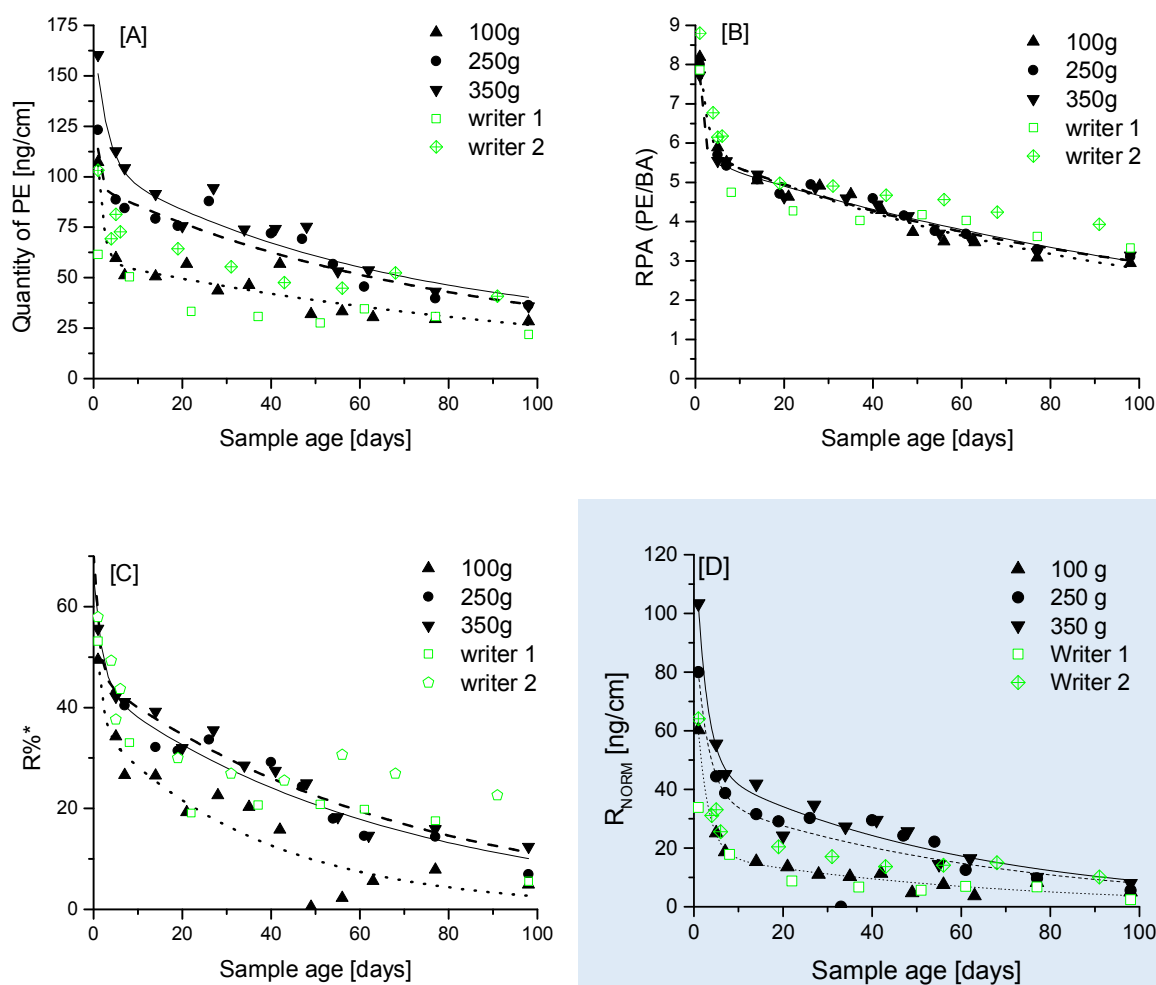 [A]
Quantity of PE [ng/cm]
175
150
125
100
75
50
25
0
0 20 40 60 80 100
Sample age [days]
100g
250g
350g
writer 1
writer 2
[B]
RPA (PE/BA)
9
8
7
6
5
4
3
2
1
0
0 20 40 60 80 100
Sample age [days]
100g
250g
350g
writer 1
writer 2
[C]
R%*
60
40
20
0
0 20 40 60 80 100
Sample age [days]
100g
250g
350g
writer 1
writer 2
[D]
R_NORM [ng/cm]
120
100
80
60
40
20
0
0 20 40 60 80 100
Sample age [days]
100 g
250 g
350 g
Writer 1
Writer 2